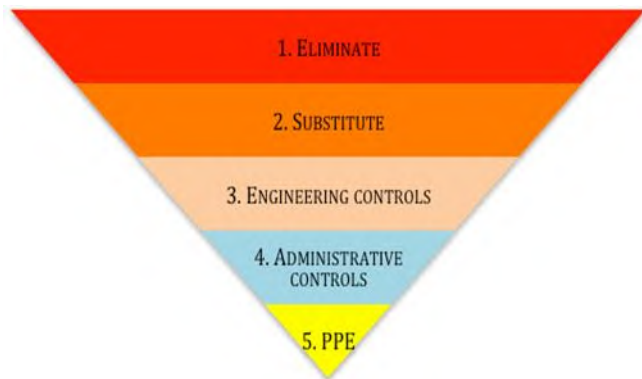 1. ELIMINATE
2. SUBSTITUTE
3. ENGINEERING CONTROLS
4. ADMINISTRATIVE
CONTROLS
5. PPE